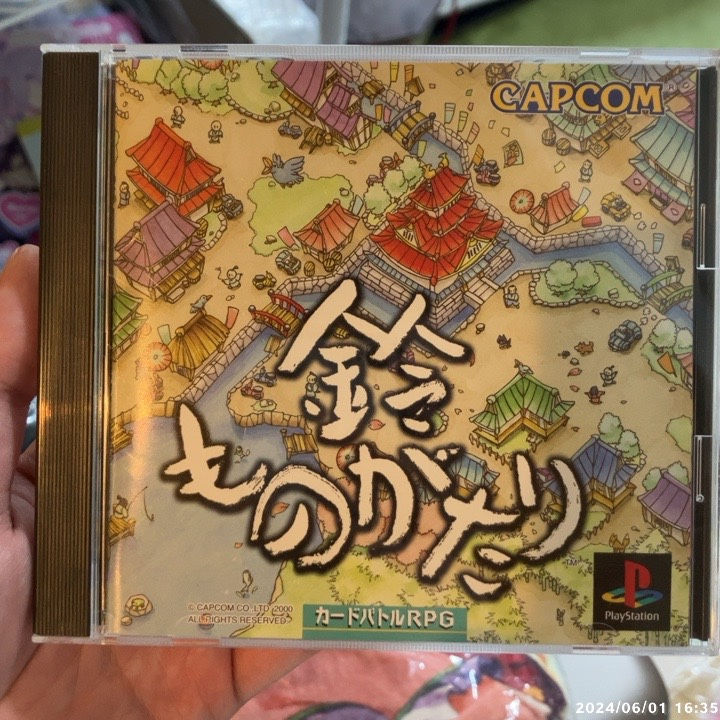 CAPCOM
鈴
ものがたり
TM
PlayStation
© CAPCOM CO., LTD. 2000
ALL RIGHTS RESERVED.
カードバトルRPG
2024/06/01 16:35